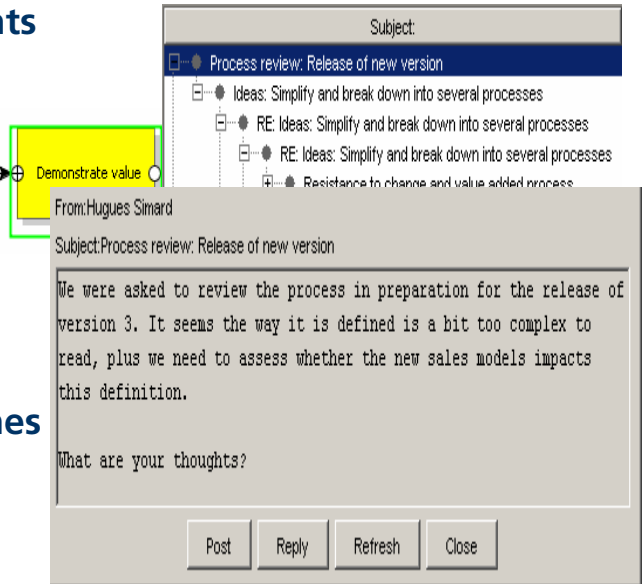 nts
Subject:
Process review: Release of new version
Ideas: Simplify and break down into several processes
RE: Ideas: Simplify and break down into several processes
RE: Ideas: Simplify and break down into several processes
Resistance to change and value added process
Demonstrate value
From:Hugues Simard
Subject:Process review: Release of new version
We were asked to review the process in preparation for the release of
version 3. It seems the way it is defined is a bit too complex to
read, plus we need to assess whether the new sales models impacts
this definition.
What are your thoughts?
nes
Post Reply Refresh Close